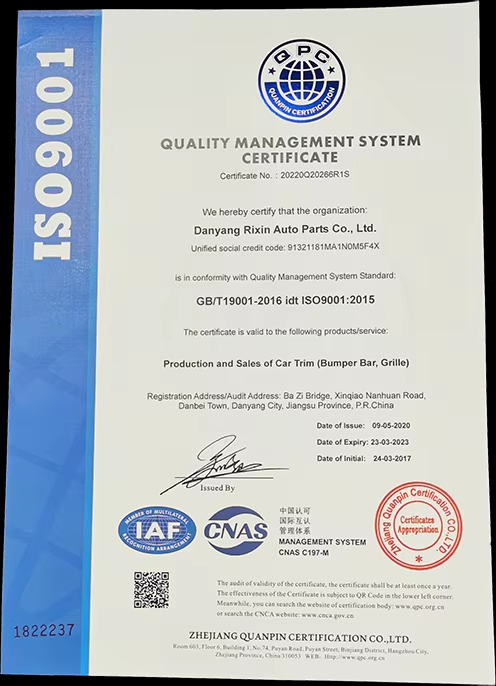 ISO9001
QPC
QUANPIN CERTIFICATION
QUALITY MANAGEMENT SYSTEM
CERTIFICATE
Certificate No. : 20220Q20266R1S
We hereby certify that the organization:
Danyang Rixin Auto Parts Co., Ltd.
Unified social credit code: 91321181MA1N0M5F4X
is in conformity with Quality Management System Standard:
GB/T19001-2016 idt ISO9001:2015
The certificate is valid to the following products/service:
Production and Sales of Car Trim (Bumper Bar, Grille)
Registration Address/Audit Address: Ba Zi Bridge, Xinqiao Nanhuan Road,
Danbei Town, Danyang City, Jiangsu Province, P.R.China
Date of Issue: 09-05-2020
Date of Expiry: 23-03-2023
Date of Initial: 24-03-2017
Issued By
MEMBER OF MULTILATERAL
IAF
RECOGNITION ARRANGEMENT
CNAS
中国认可
国际互认
管理体系
MANAGEMENT SYSTEM
CNAS C197-M
Zhejiang Quanpin Certification CO.,LTD.
Certificates
Appropriation.
The audit of validity of the certificate, the certificate shall be at least once a year.
The effectiveness of the Certificate is subject to QR Code in the lower left corner.
Meanwhile, you can search the website of certification body: www.qpc.org.cn
or search the CNCA website: www.cnca.gov.cn
1822237
ZHEJIANG QUANPIN CERTIFICATION CO.,LTD.
Room 603, Floor 6, Building 1, No.74, Puyan Road, Puyan Street, Binjiang District, Hangzhou City,
Zhejiang Province, China 310053 WEB: Http://www.qpc.org.cn